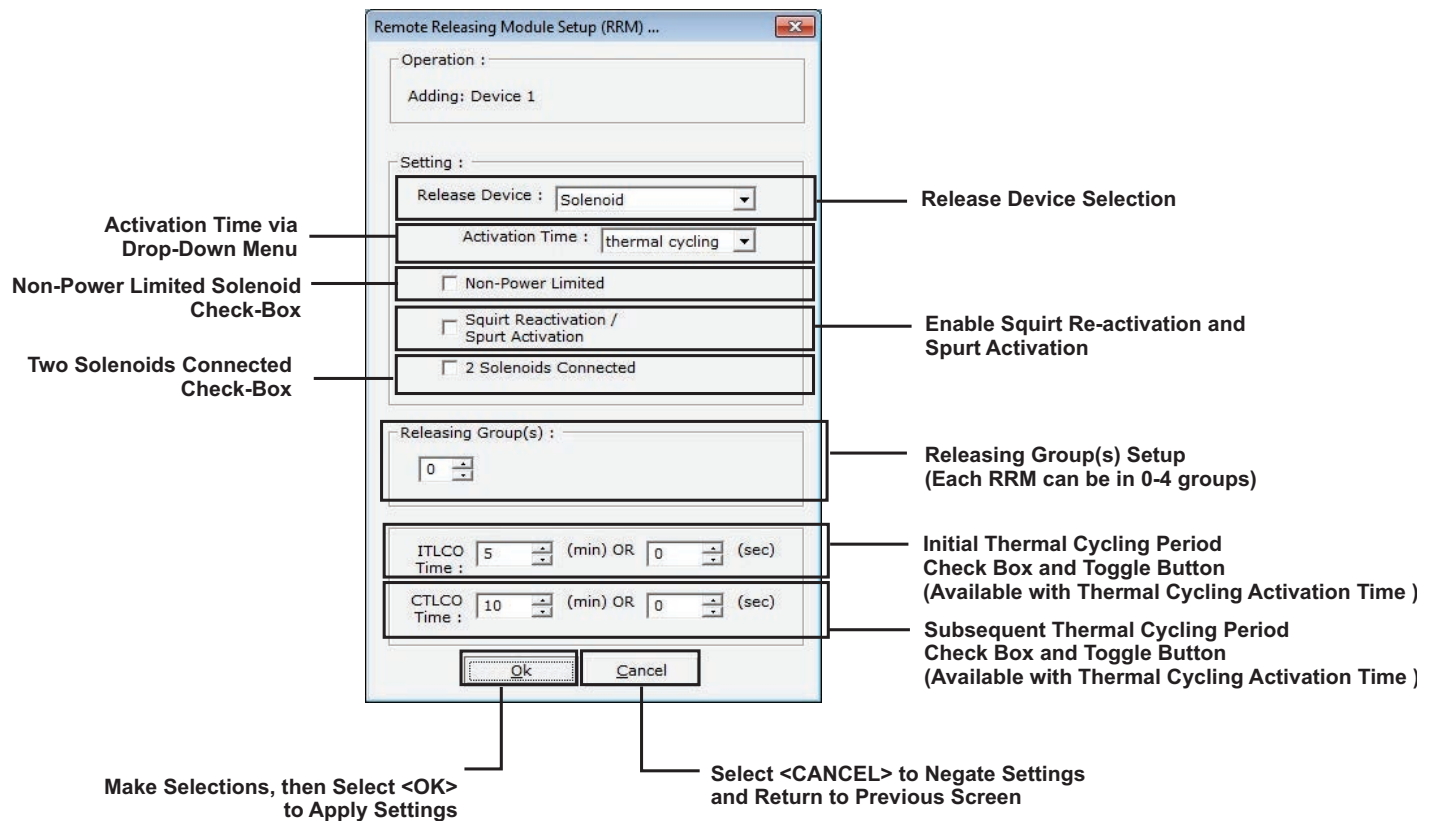 Remote Releasing Module Setup (RRM) ...
Operation :
Adding: Device 1
Setting :
Release Device : Solenoid
Release Device Selection
Activation Time via
Drop-Down Menu
Activation Time : thermal cycling
Non-Power Limited Solenoid
Check-Box
Non-Power Limited
Squirt Reactivation /
Spurt Activation
Enable Squirt Re-activation and
Spurt Activation
Two Solenoids Connected
Check-Box
2 Solenoids Connected
Releasing Group(s) :
0
Releasing Group(s) Setup
(Each RRM can be in 0-4 groups)
ITLCO
Time : 5 (min) OR 0 (sec)
Initial Thermal Cycling Period
Check Box and Toggle Button
(Available with Thermal Cycling Activation Time )
CTLCO
Time : 10 (min) OR 0 (sec)
Subsequent Thermal Cycling Period
Check Box and Toggle Button
(Available with Thermal Cycling Activation Time )
Ok
Cancel
Make Selections, then Select <OK>
to Apply Settings
Select <CANCEL> to Negate Settings
and Return to Previous Screen